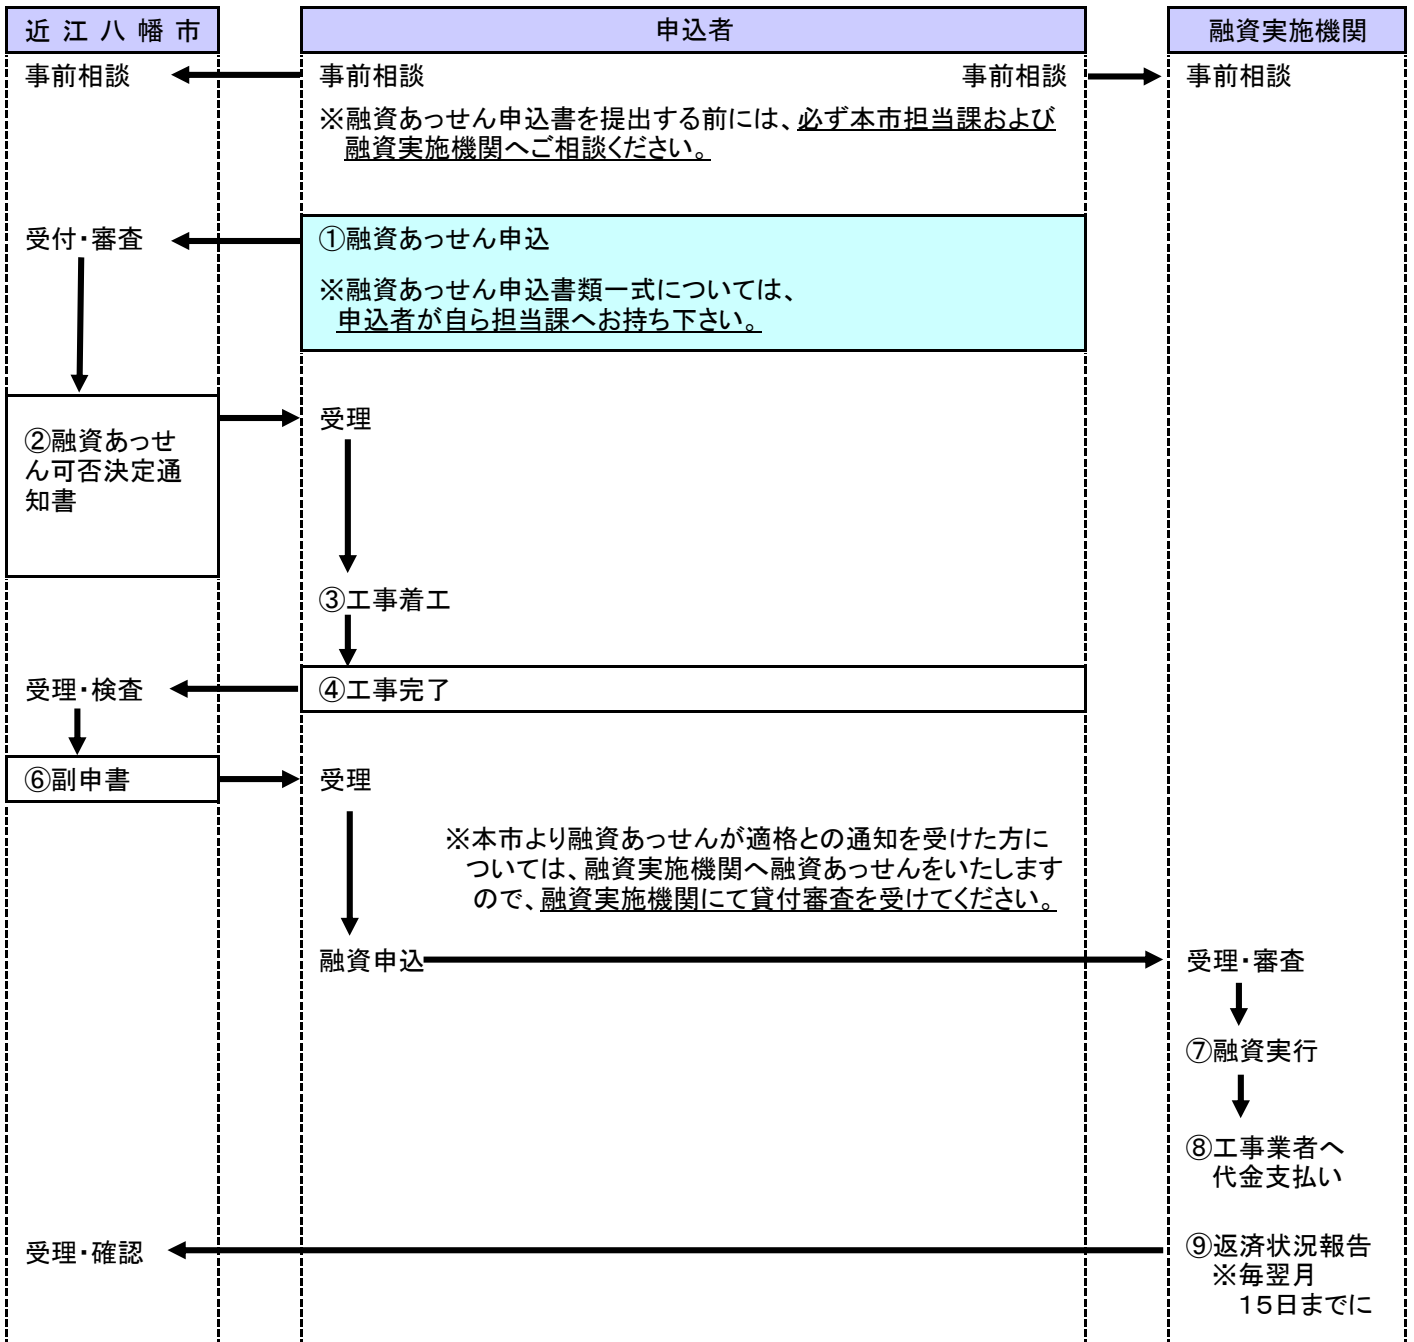 近江八幡市
申込者
融資実施機関
事前相談
事前相談
事前相談
事前相談
※融資あっせん申込書を提出する前には、必ず本市担当課および
融資実施機関へご相談ください。
受付・審査
①融資あっせん申込
※融資あっせん申込書類一式については、
申込者が自ら担当課へお持ち下さい。
②融資あっせ
ん可否決定通
知書
受理
③工事着工
受理・検査
④工事完了
⑥副申書
受理
※本市より融資あっせんが適格との通知を受けた方に
ついては、融資実施機関へ融資あっせんをいたします
ので、融資実施機関にて貸付審査を受けてください。
融資申込
受理・審査
⑦融資実行
⑧工事業者へ
代金支払い
受理・確認
⑨返済状況報告
※毎翌月
15日までに